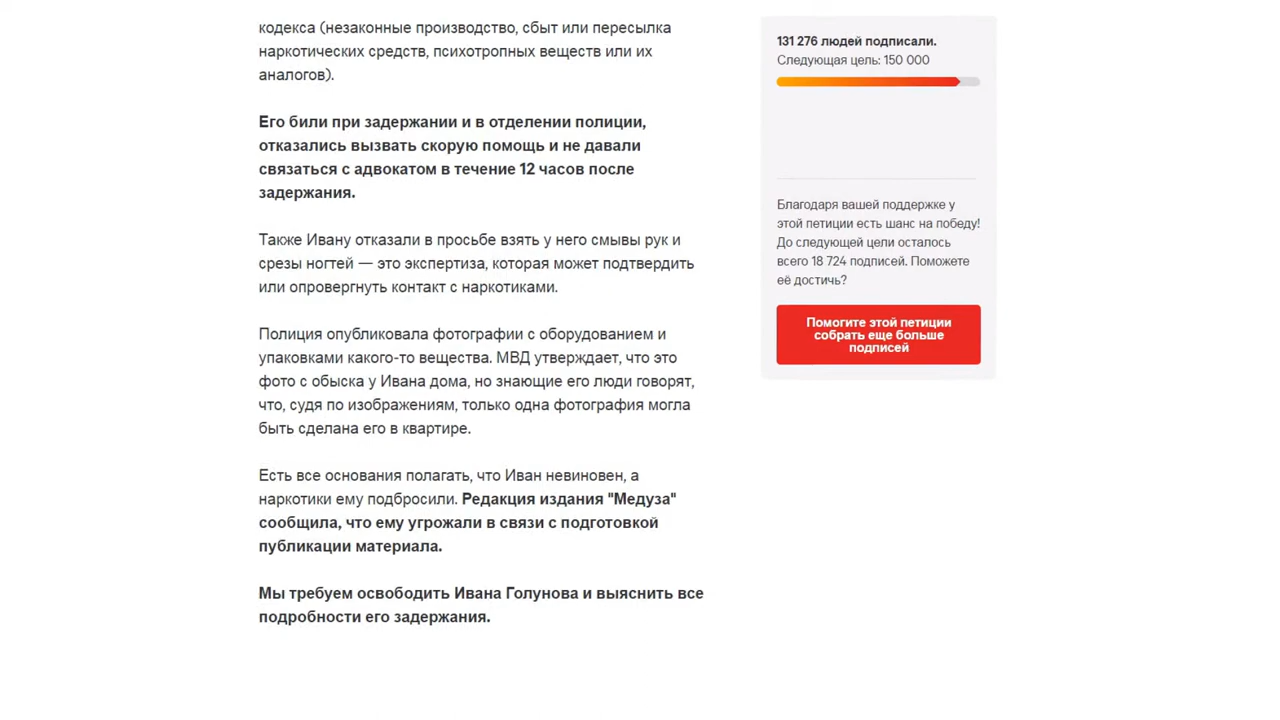 кодекса (незаконные производство, сбыт или пересылка
наркотических средств, психотропных веществ или их
аналогов).
Его били при задержании и в отделении полиции,
отказались вызвать скорую помощь и не давали
связаться с адвокатом в течение 12 часов после
задержания.
Также Ивану отказали в просьбе взять у него смывы рук и
срезы ногтей — это экспертиза, которая может подтвердить
или опровергнуть контакт с наркотиками.
Полиция опубликовала фотографии с оборудованием и
упаковками какого-то вещества. МВД утверждает, что это
фото с обыска у Ивана дома, но знающие его люди говорят,
что, судя по изображениям, только одна фотография могла
быть сделана его в квартире.
Есть все основания полагать, что Иван невиновен, а
наркотики ему подбросили. Редакция издания "Медуза"
сообщила, что ему угрожали в связи с подготовкой
публикации материала.
Мы требуем освободить Ивана Голунова и выяснить все
подробности его задержания.
131 276 людей подписали.
Следующая цель: 150 000
Благодаря вашей поддержке у
этой петиции есть шанс на победу!
До следующей цели осталось
всего 18 724 подписей. Поможете
её достичь?
Помогите этой петиции
собрать еще больше
подписей